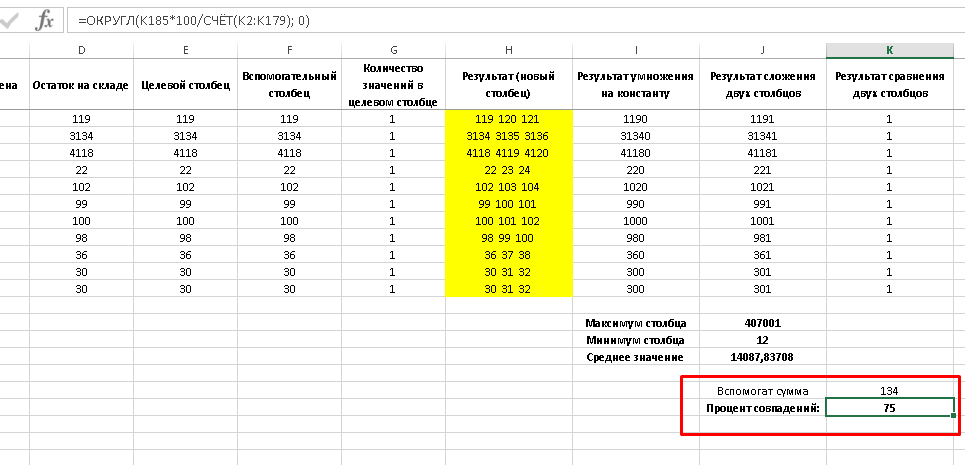 fx =ОКРУГЛ(K185*100/СЧЁТ(K2:K179); 0)
D E F G H I J K
ена Остаток на складе Целевой столбец Вспомогательный столбец Количество значений в целевом столбце Результат (новый столбец) Результат умножения на константу Результат сложения двух столбцов Результат сравнения двух столбцов
119 119 119 1 119 120 121 1190 1191 1
3134 3134 3134 1 3134 3135 3136 31340 31341 1
4118 4118 4118 1 4118 4119 4120 41180 41181 1
22 22 22 1 22 23 24 220 221 1
102 102 102 1 102 103 104 1020 1021 1
99 99 99 1 99 100 101 990 991 1
100 100 100 1 100 101 102 1000 1001 1
98 98 98 1 98 99 100 980 981 1
36 36 36 1 36 37 38 360 361 1
30 30 30 1 30 31 32 300 301 1
30 30 30 1 30 31 32 300 301 1
Максимум столбца 407001
Минимум столбца 12
Среднее значение 14087,83708
Вспомогат сумма 134
Процент совпадений: 75